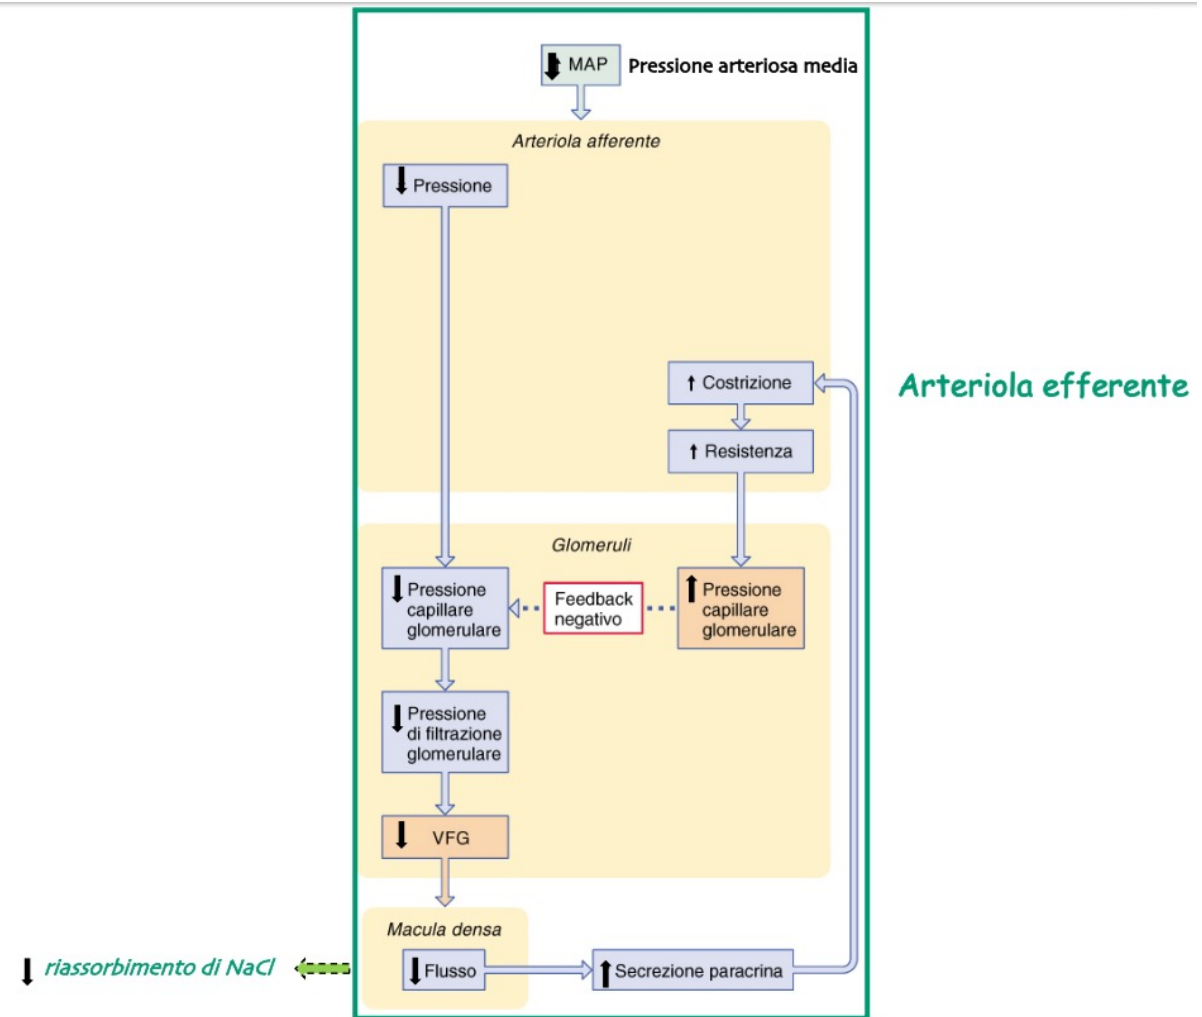 MAP
Pressione arteriosa media
Arteriola afferente
Pressione
Costrizione
Arteriola efferente
Resistenza
Glomeruli
Pressione
capillare
glomerulare
Feedback
negativo
Pressione
capillare
glomerulare
Pressione
di filtrazione
glomerulare
VFG
Macula densa
riassorbimento di NaCl
Flusso
Secrezione paracrina